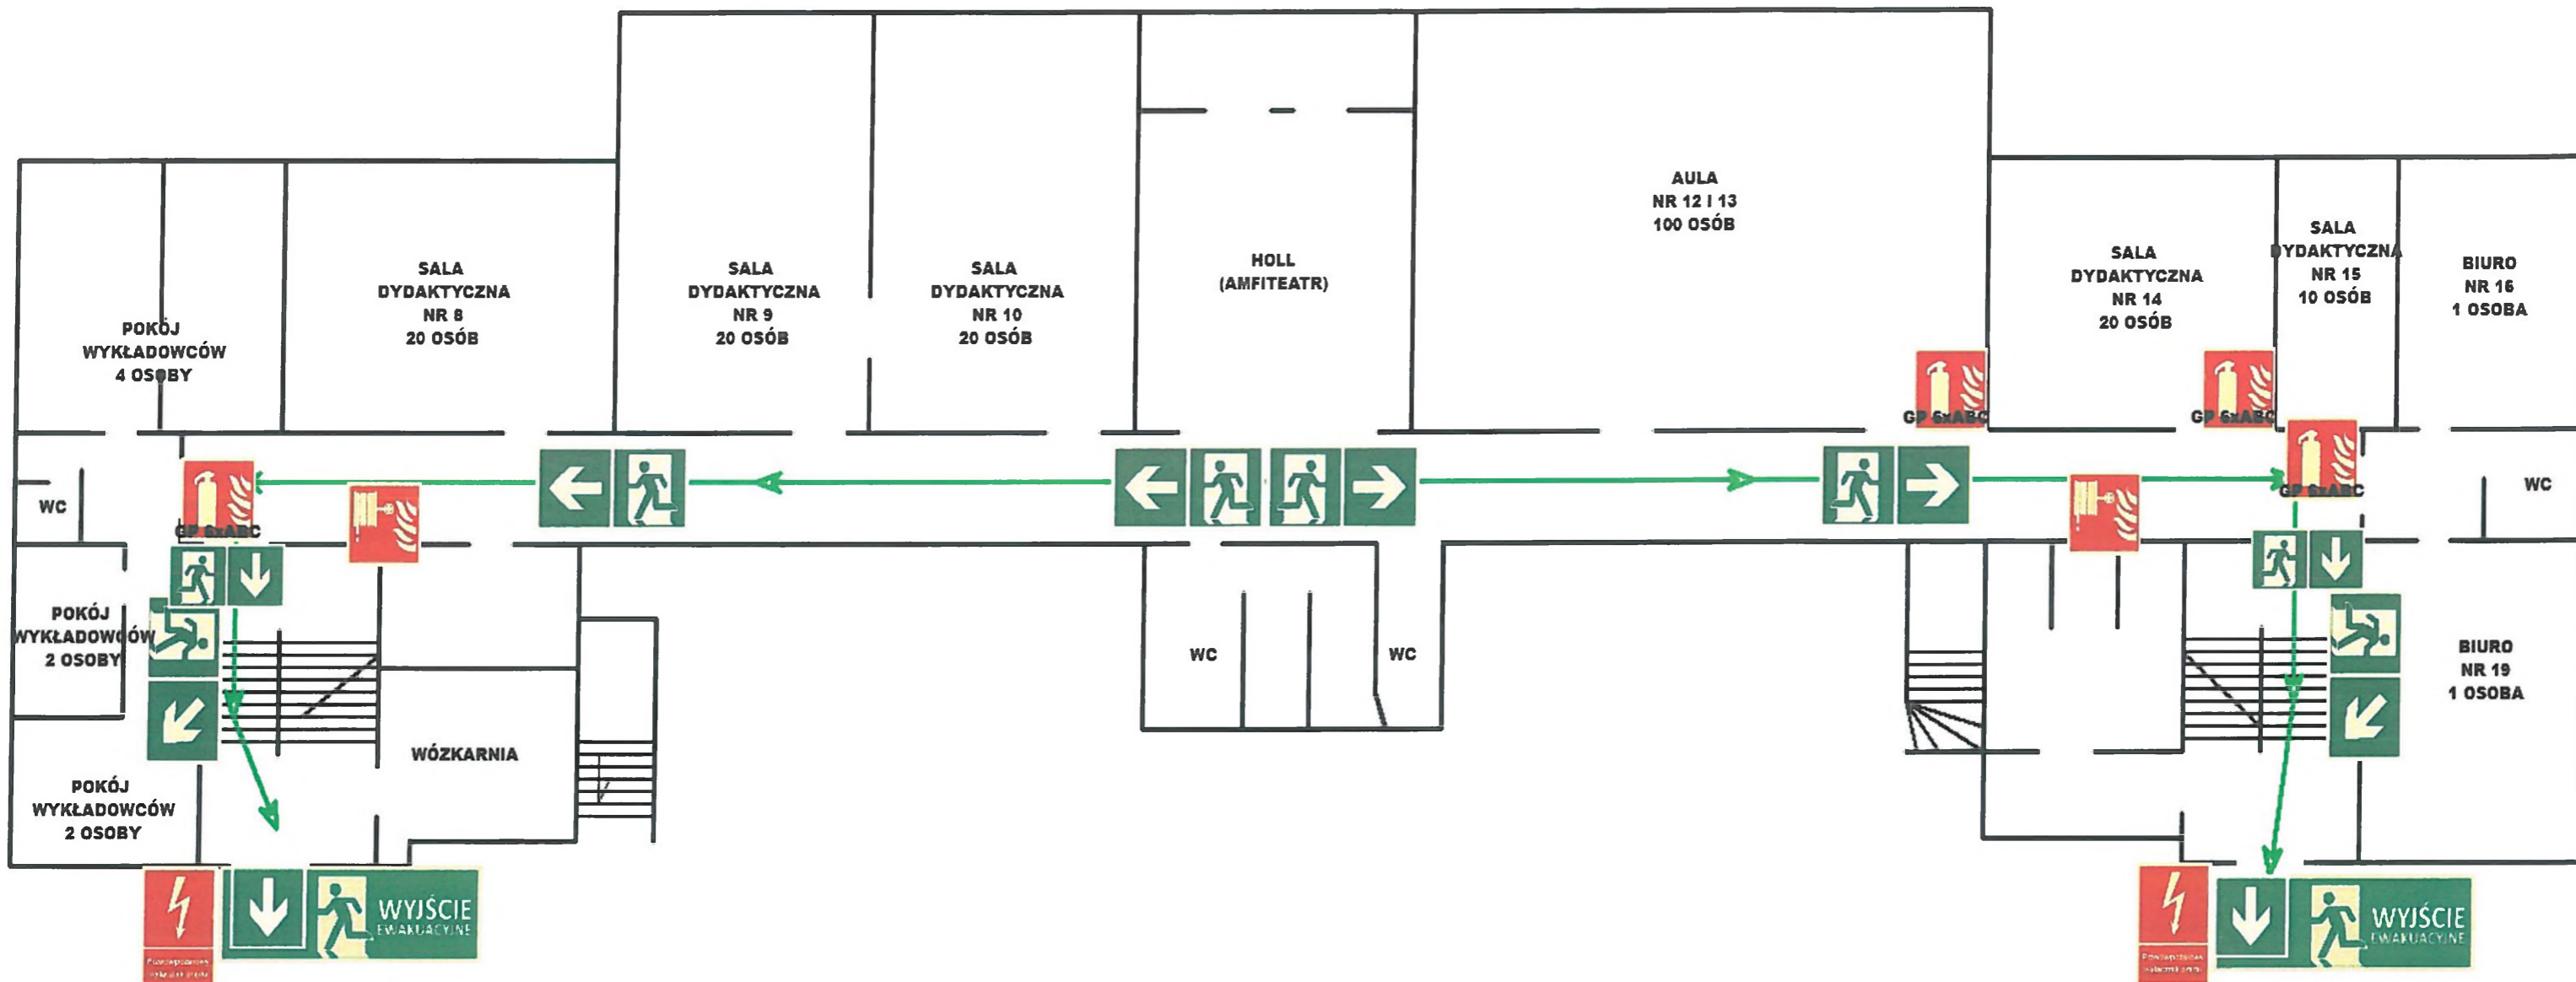 AULA
NR 12 I 13
100 OSÓB
SALA
DYDAKTYCZNA
NR 8
20 OSÓB
SALA
DYDAKTYCZNA
NR 9
20 OSÓB
SALA
DYDAKTYCZNA
NR 10
20 OSÓB
HOLL
(AMFITEATR)
SALA
DYDAKTYCZNA
NR 14
20 OSÓB
SALA
DYDAKTYCZNA
NR 15
10 OSÓB
BIURO
NR 16
1 OSOBA
POKÓJ
WYKŁADOWCÓW
4 OSOBY
GP 6xABC
GP 6xABC
GP 6xABC
GP 6xABC
WC
WC
POKÓJ
WYKŁADOWCÓW
2 OSOBY
WC
WC
BIURO
NR 19
1 OSOBA
WÓZKARNIA
POKÓJ
WYKŁADOWCÓW
2 OSOBY
WYJŚCIE
EWAKUACYJNE
WYJŚCIE
EWAKUACYJNE